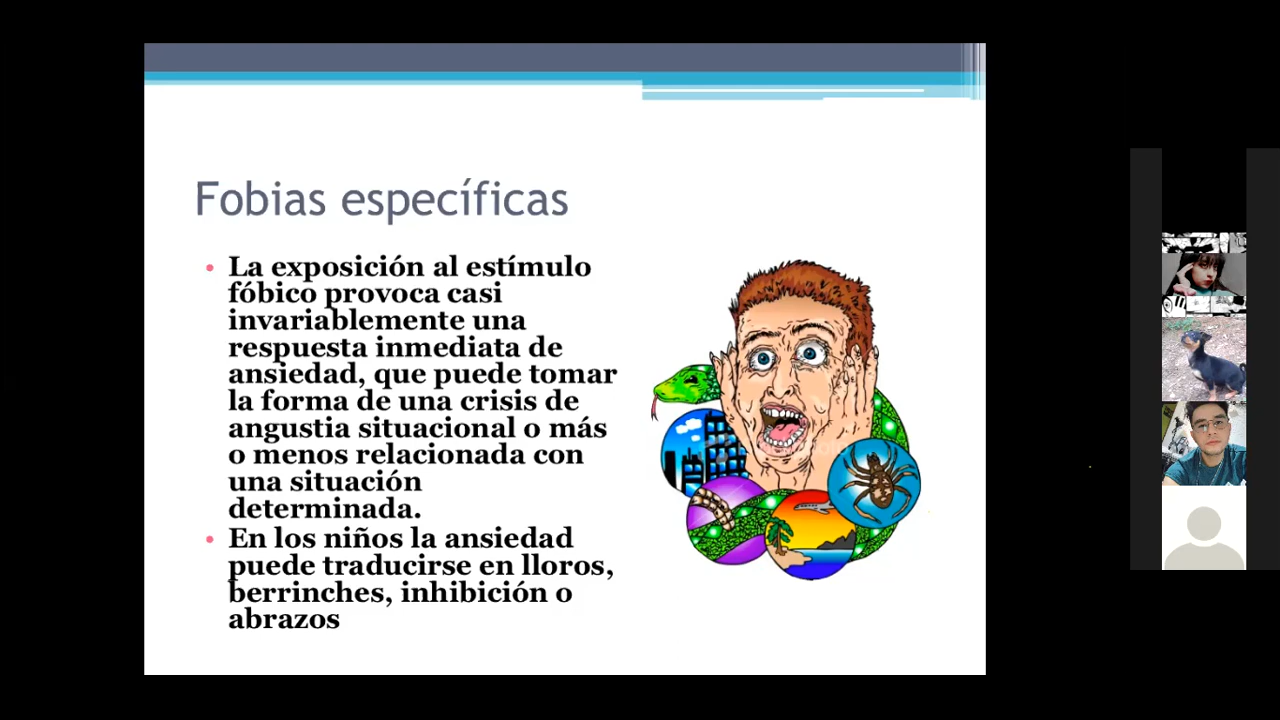 Fobias específicas
• La exposición al estímulo
fóbico provoca casi
invariablemente una
respuesta inmediata de
ansiedad, que puede tomar
la forma de una crisis de
angustia situacional o más
o menos relacionada con
una situación
determinada.
• En los niños la ansiedad
puede traducirse en lloros,
berrinches, inhibición o
abrazos